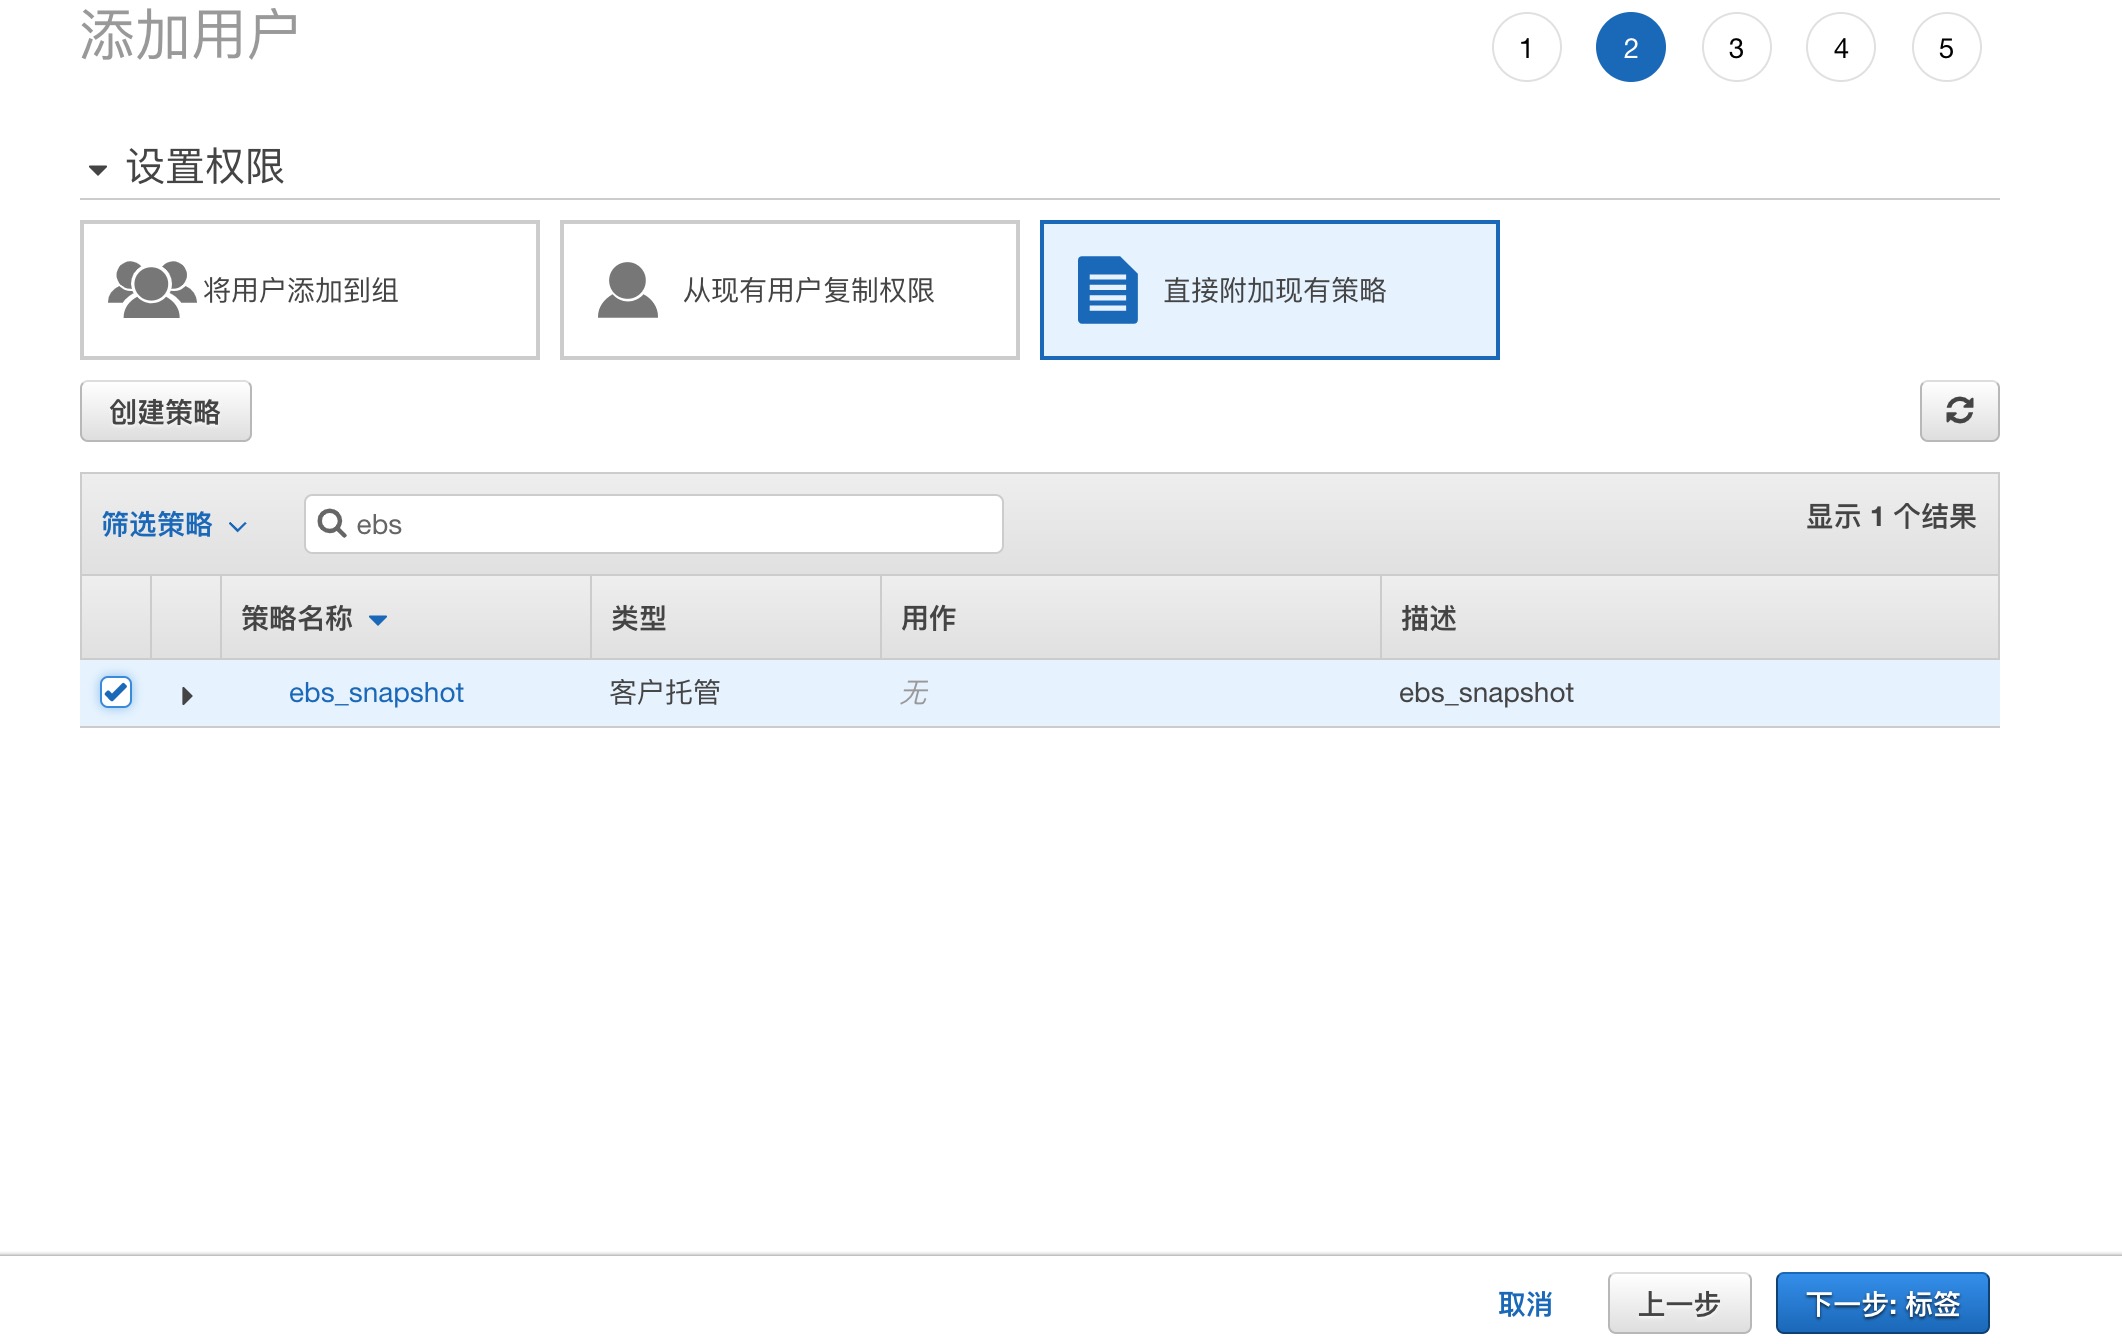 添加用户
1 2 3 4 5
设置权限
将用户添加到组 从现有用户复制权限 直接附加现有策略
创建策略
筛选策略 ebs 显示 1 个结果
策略名称 类型 用作 描述
ebs_snapshot 客户托管 无 ebs_snapshot
取消 上一步 下一步: 标签